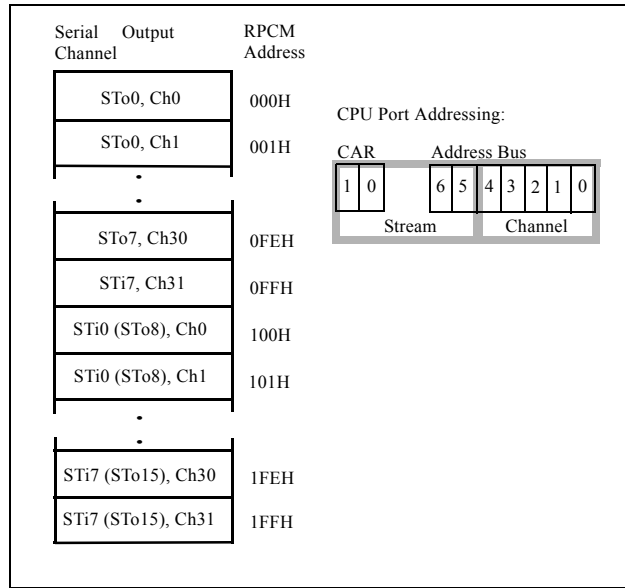 Serial Output Channel
RPCM Address
STo0, Ch0
000H
STo0, Ch1
001H
STo7, Ch30
0FEH
STi7, Ch31
0FFH
STi0 (STo8), Ch0
100H
STi0 (STo8), Ch1
101H
STi7 (STo15), Ch30
1FEH
STi7 (STo15), Ch31
1FFH
CPU Port Addressing:
CAR Address Bus
1 0 6 5 4 3 2 1 0
Stream Channel